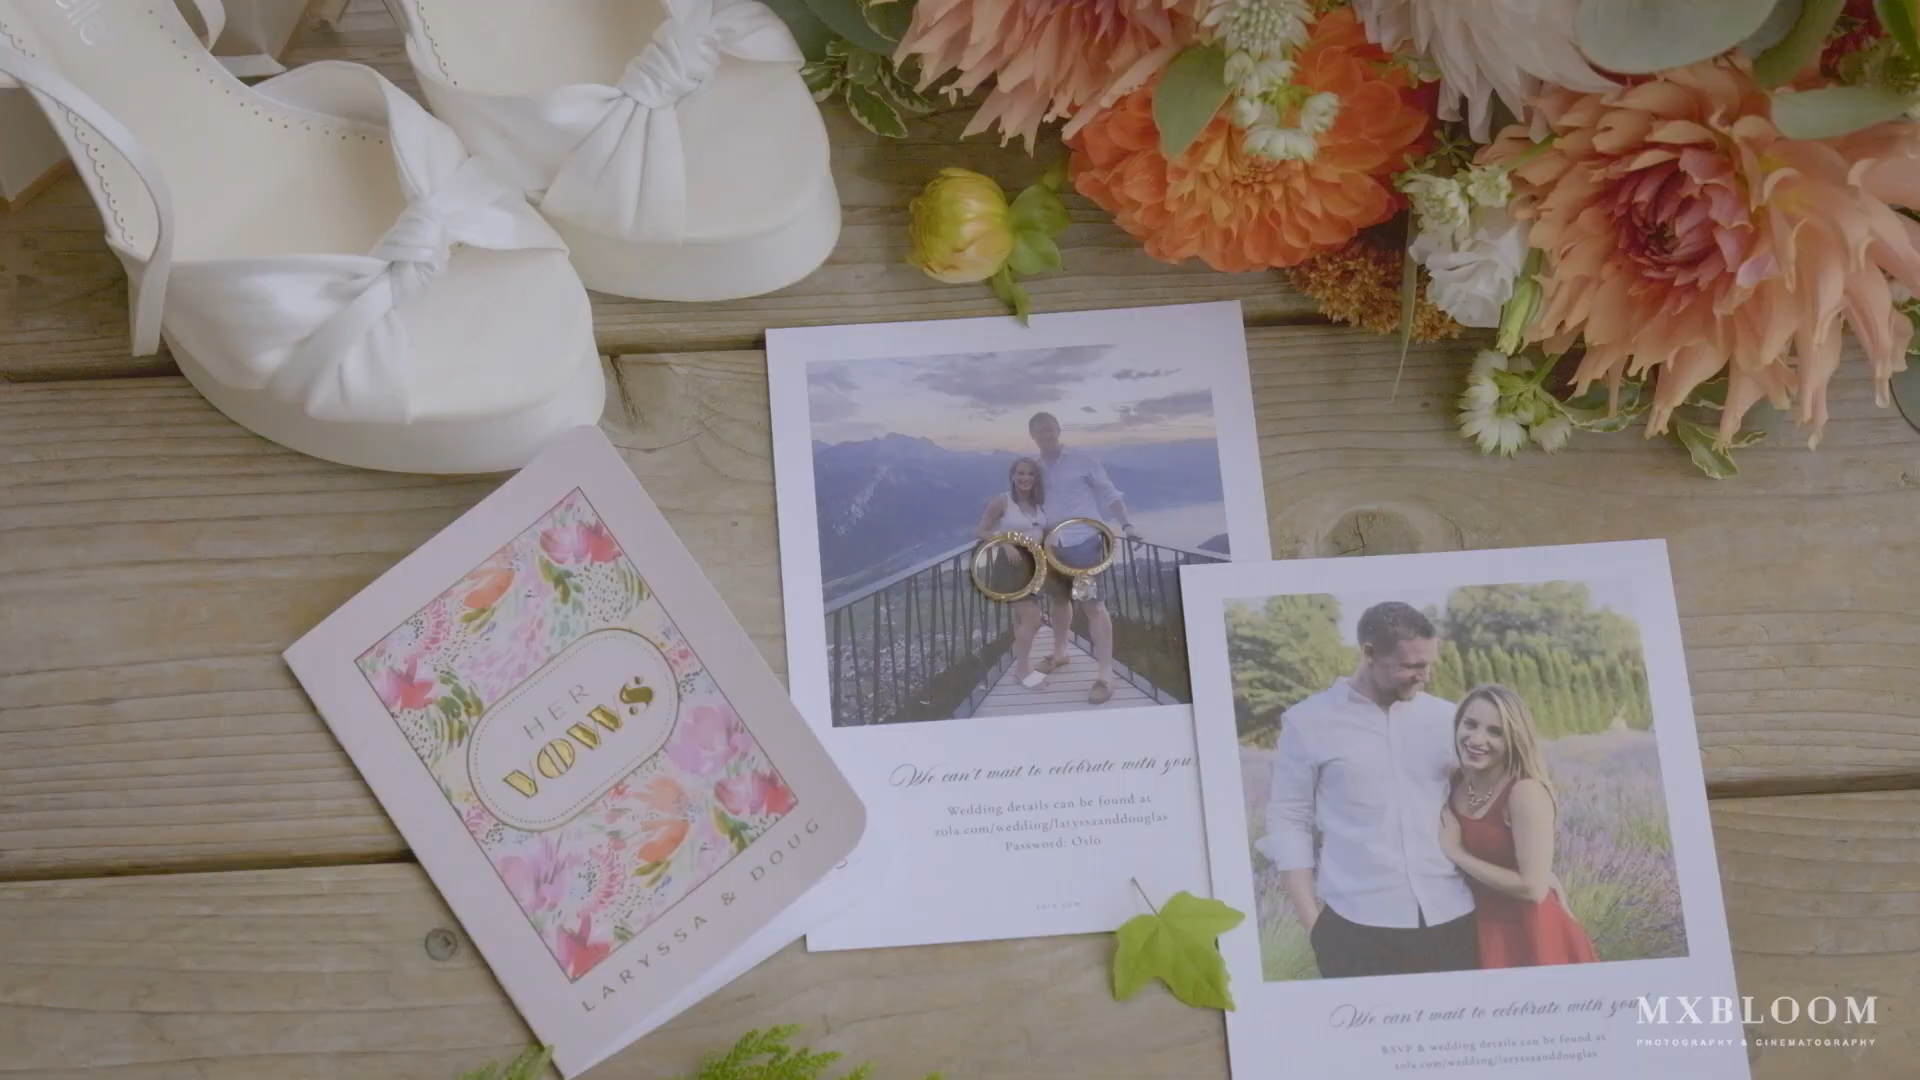 HER
VOWS
LARYSSA & DOUG
We can't wait to celebrate with you
Wedding details can be found at
zola.com/wedding/laryssaanddouglas
Password: Oslo
zola.com
We can't wait to celebrate with you!
RSVP & wedding details can be found at
zola.com/wedding/laryssaanddouglas
MXBLOOM
PHOTOGRAPHY & CINEMATOGRAPHY